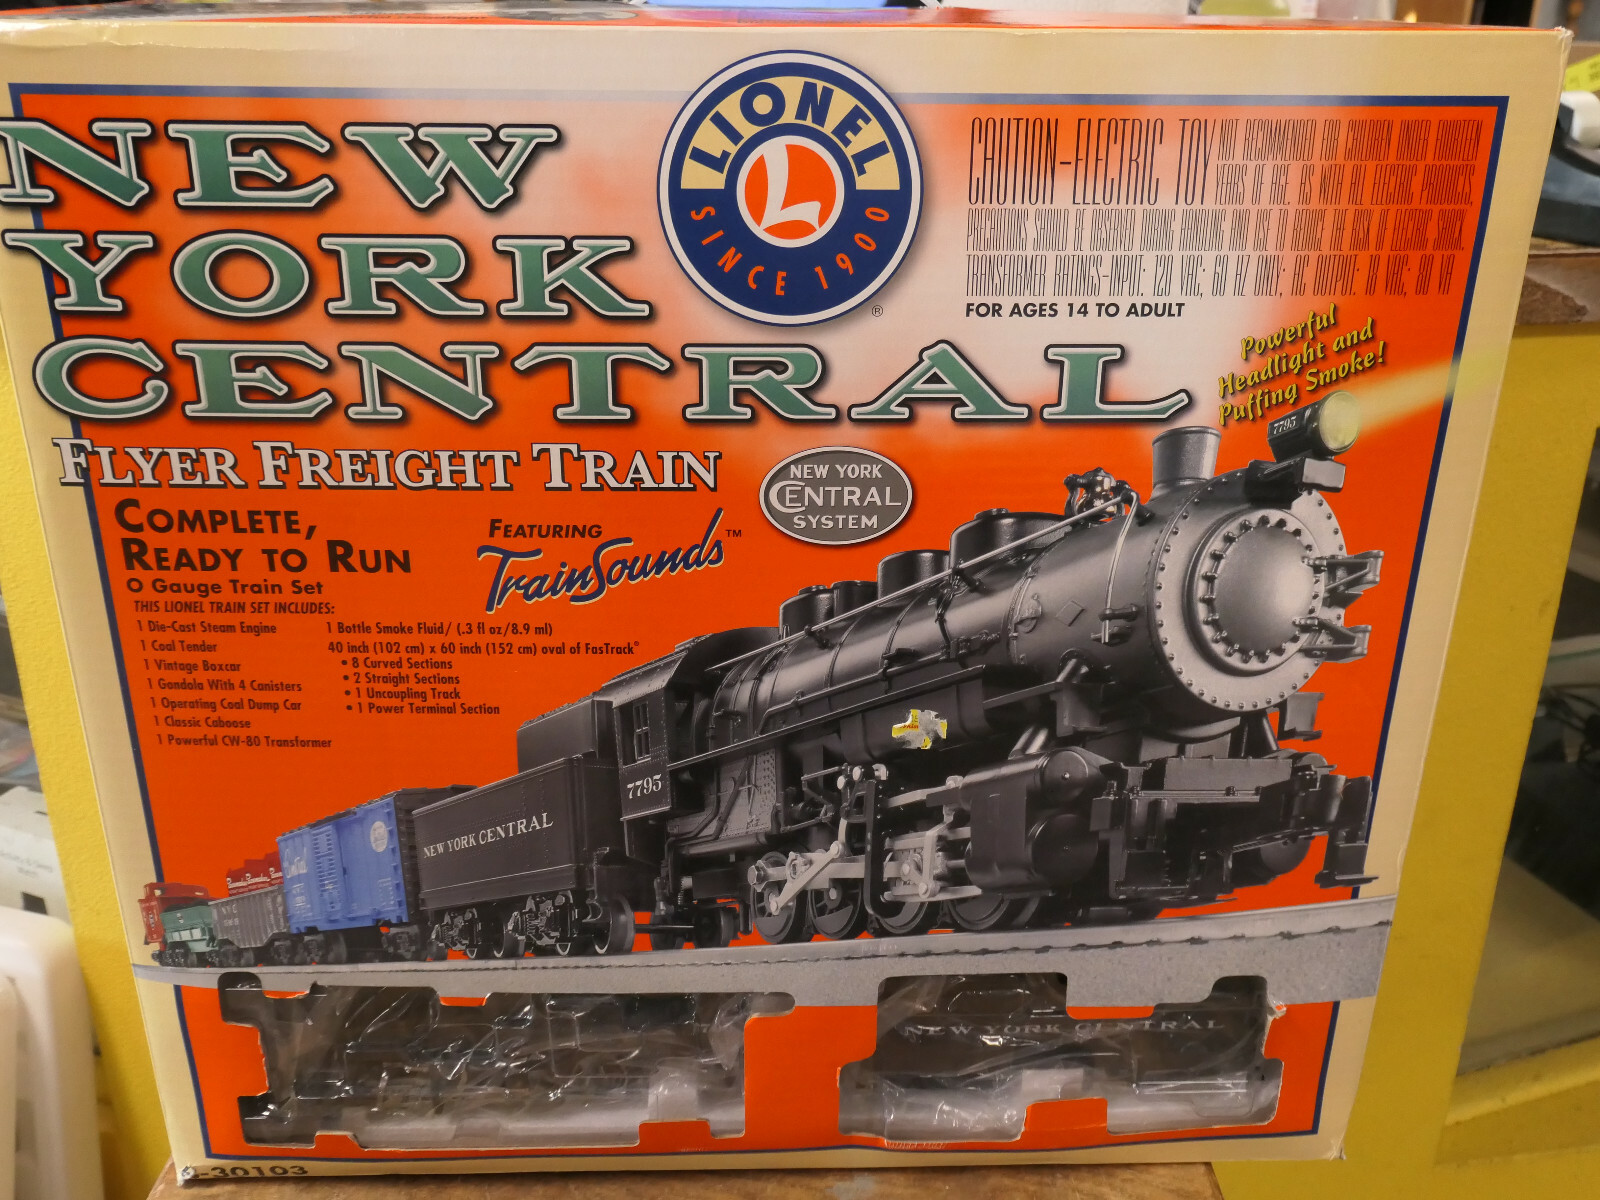 NEW
YORK
CENTRAL
LIONEL
SINCE 1900
®
CAUTION-ELECTRIC TOY NOT RECOMMENDED FOR CHILDREN UNDER FOURTEEN
YEARS OF AGE. AS WITH ALL ELECTRIC PRODUCTS,
PRECAUTIONS SHOULD BE OBSERVED DURING HANDLING AND USE TO REDUCE THE RISK OF ELECTRIC SHOCK.
TRANSFORMER RATINGS-INPUT: 120 VAC; 60 HZ ONLY; AC OUTPUT: 18 VAC; 80 VA
FOR AGES 14 TO ADULT
Powerful
Headlight and
Puffing Smoke!
FLYER FREIGHT TRAIN
COMPLETE,
READY TO RUN
O Gauge Train Set
FEATURING
TrainSounds™
NEW YORK
CENTRAL
SYSTEM
THIS LIONEL TRAIN SET INCLUDES:
1 Die-Cast Steam Engine
1 Coal Tender
1 Vintage Boxcar
1 Gondola With 4 Canisters
1 Operating Coal Dump Car
1 Classic Caboose
1 Powerful CW-80 Transformer
1 Bottle Smoke Fluid/ (.3 fl oz/8.9 ml)
40 inch (102 cm) x 60 inch (152 cm) oval of FasTrack®
• 8 Curved Sections
• 2 Straight Sections
• 1 Uncoupling Track
• 1 Power Terminal Section
7795
7795
NEW YORK CENTRAL
NYC
NEW YORK CENTRAL
-30103